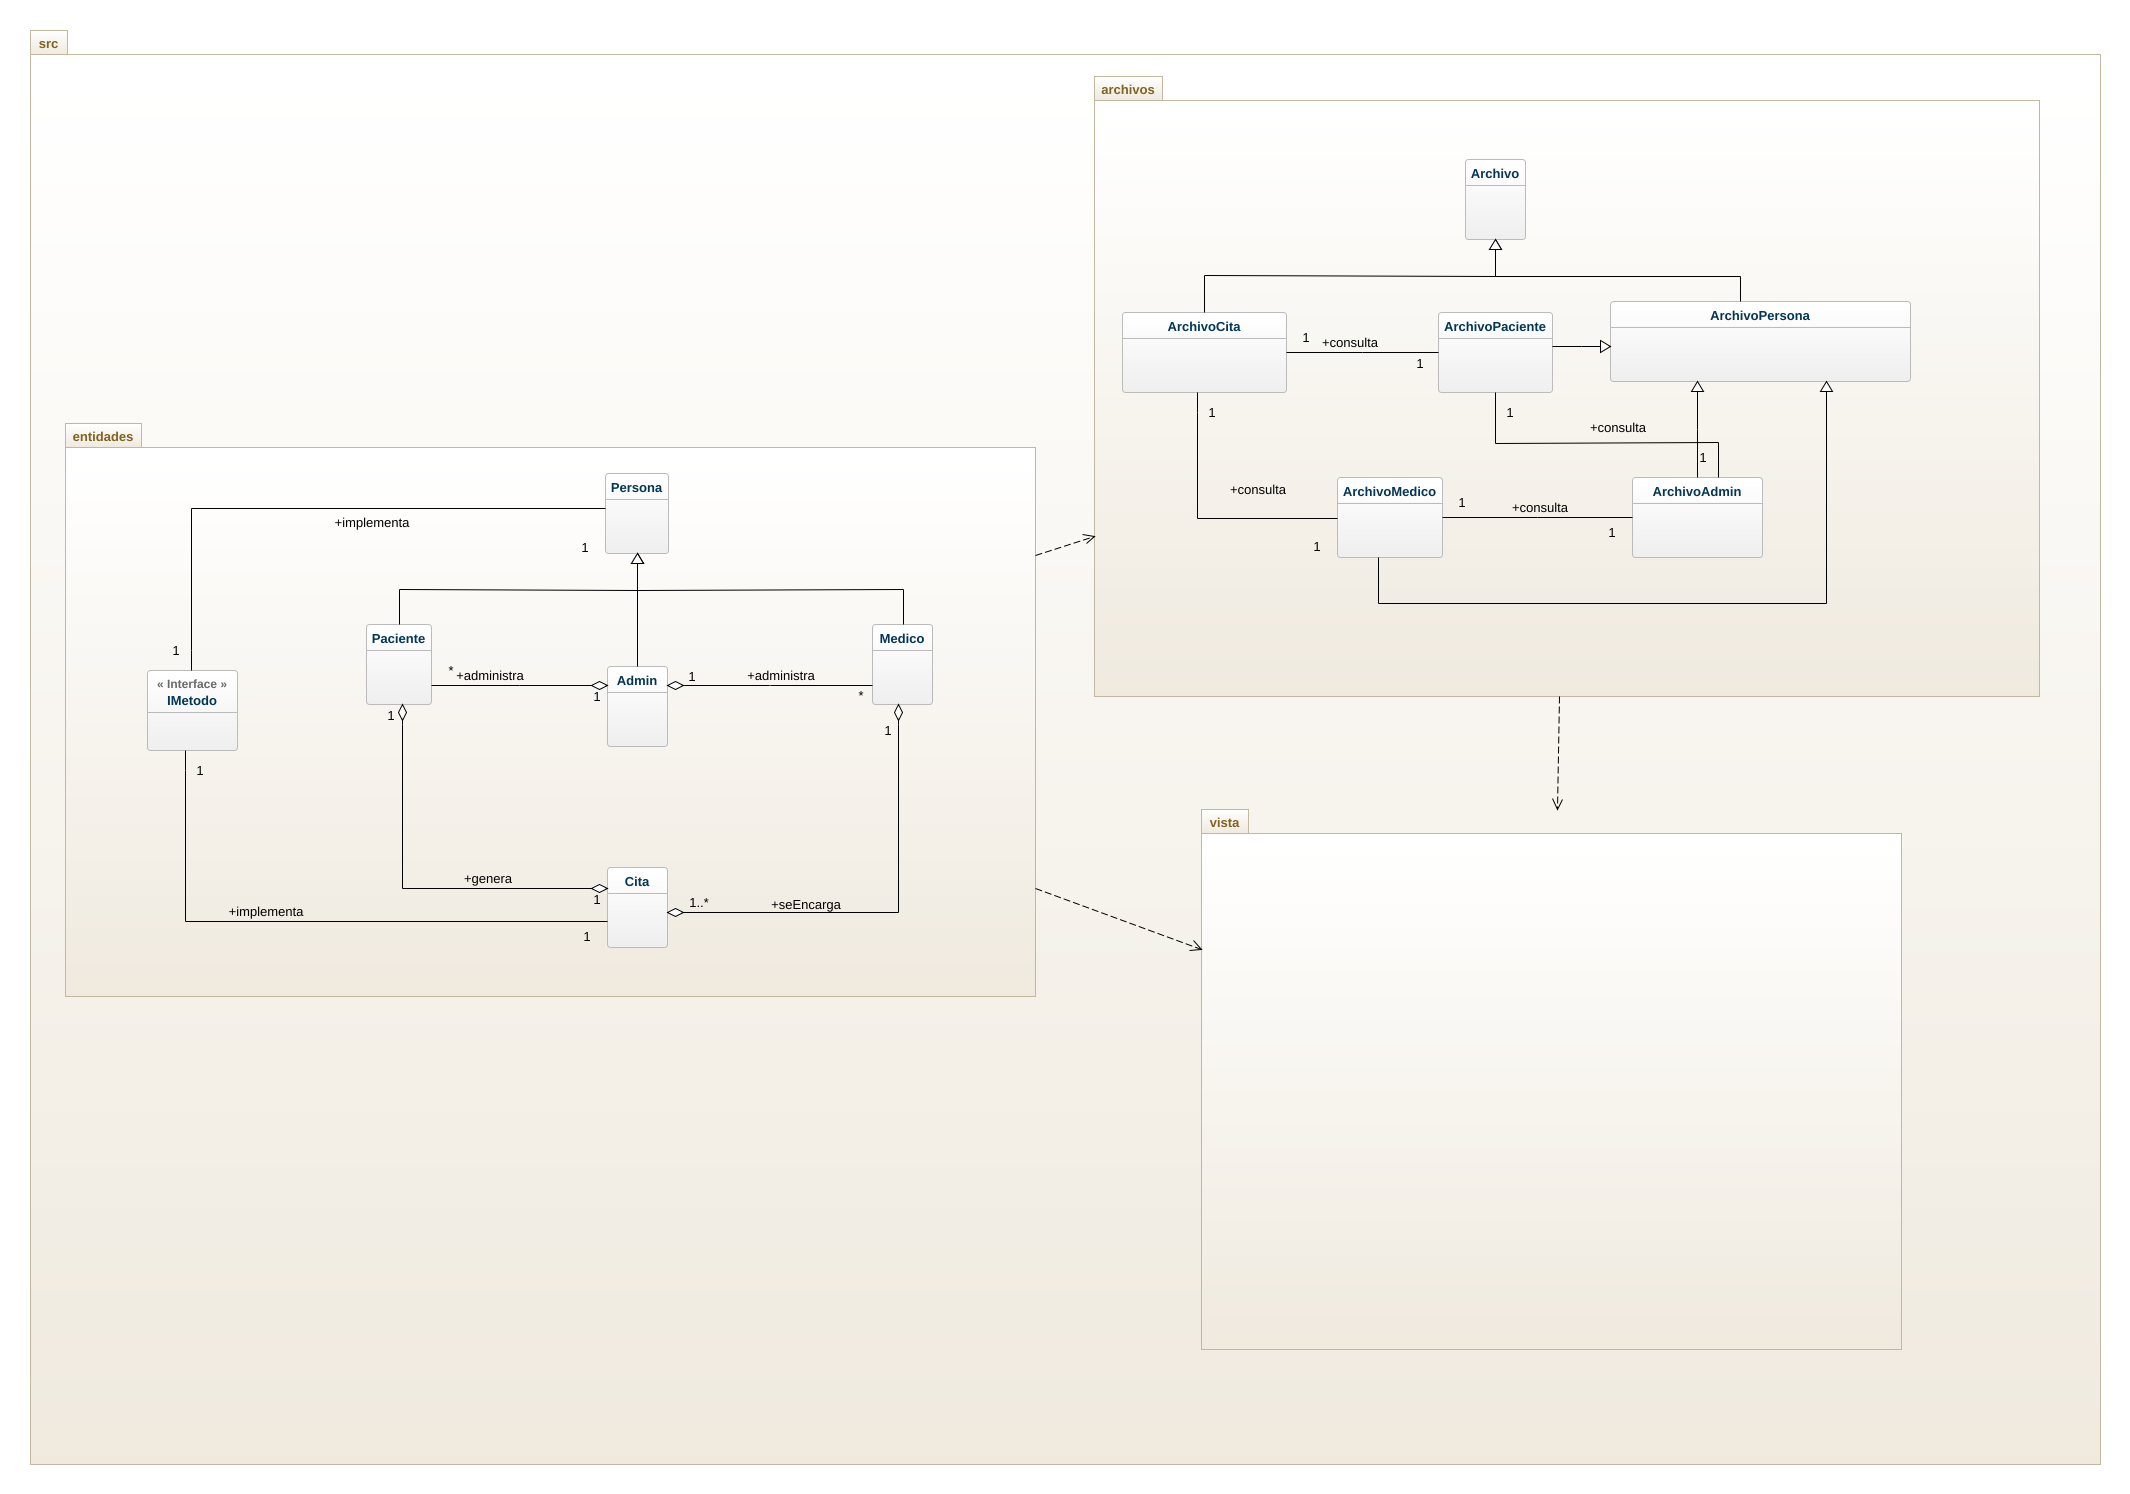 src
archivos
Archivo
ArchivoCita
1
+consulta
1
ArchivoPaciente
ArchivoPersona
1
1
+consulta
1
+consulta
ArchivoMedico
1
+consulta
1
ArchivoAdmin
1
entidades
Persona
+implementa
1
1
Paciente
Medico
*
+administra
1
Admin
1
+administra
*
« Interface »
IMetodo
1
1
1
+genera
1
Cita
1..*
+seEncarga
+implementa
1
vista